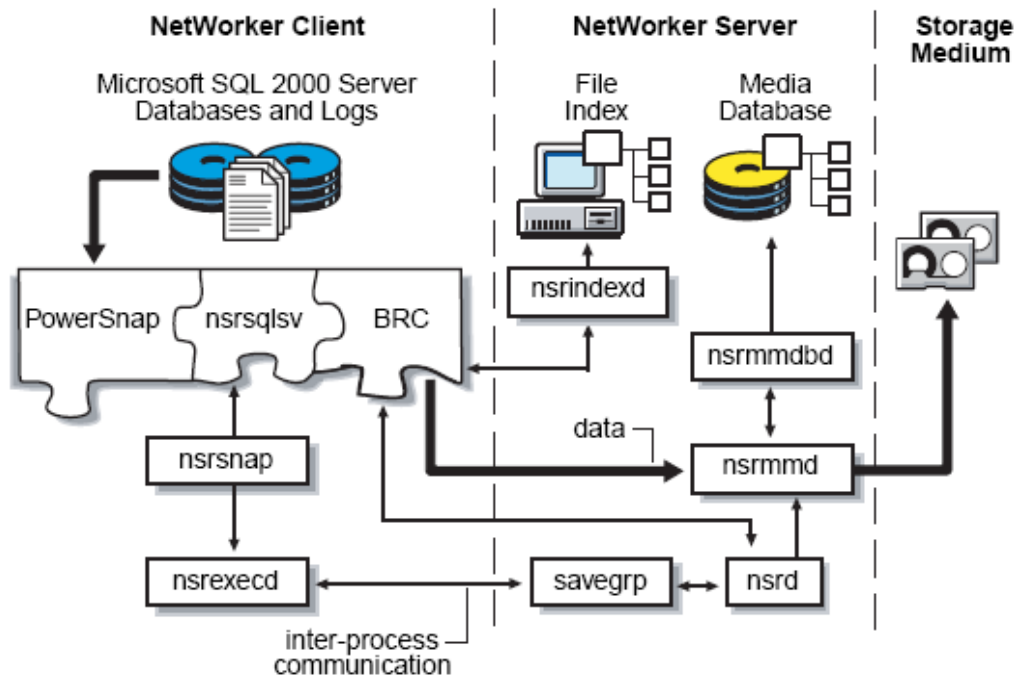 NetWorker Client
NetWorker Server
Storage
Medium
Microsoft SQL 2000 Server
Databases and Logs
File
Index
Media
Database
nsrindexd
PowerSnap
nsrsqlsv
BRC
nsrmmdbd
data
nsrsnap
nsrmmd
nsrexecd
savegrp
nsrd
inter-process
communication